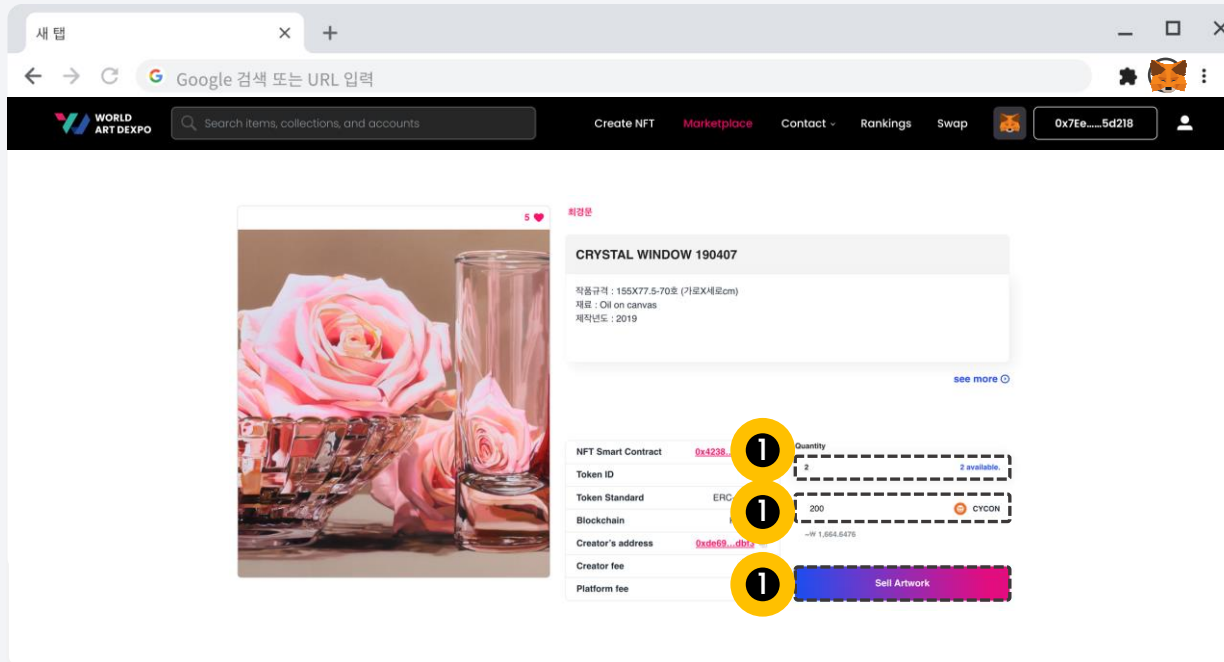 새 탭
Google 검색 또는 URL 입력
WORLD
ART DEXPO
Search items, collections, and accounts
Create NFT
Marketplace
Contact
Rankings
Swap
0x7Ee......5d218
5
최경문
CRYSTAL WINDOW 190407
작품규격 : 155X77.5-70호 (가로X세로cm)
재료 : Oil on canvas
제작년도 : 2019
see more
NFT Smart Contract 0x4238..
Token ID
Token Standard ERC-
Blockchain
Creator's address 0xde69...dbf3
Creator fee
Platform fee
1
Quantity
2 2 available.
1
200 CYCON
~₩ 1,664.6476
1
Sell Artwork